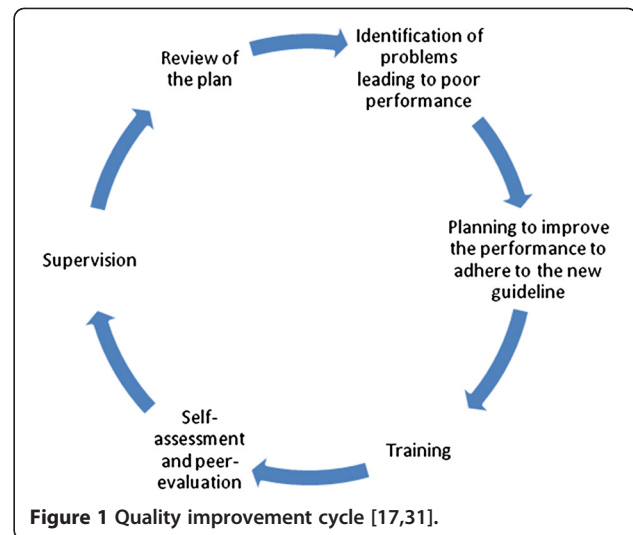 Review of
the plan
Identification of
problems
leading to poor
performance
Planning to improve
the performance to
adhere to the new
guideline
Training
Self-
assessment
and peer-
evaluation
Supervision
Figure 1 Quality improvement cycle [17,31].